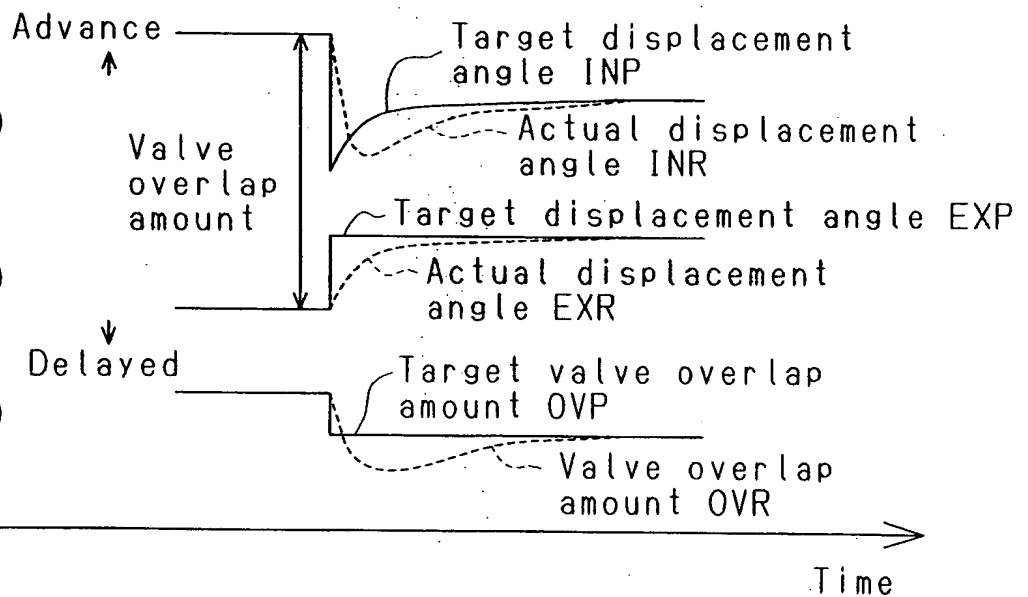 Advance
Target displacement
angle INP
Actual displacement
angle INR
Valve
overlap
amount
Target displacement angle EXP
Actual displacement
angle EXR
Delayed
Target valve overlap
amount OVP
Valve overlap
amount OVR
Time